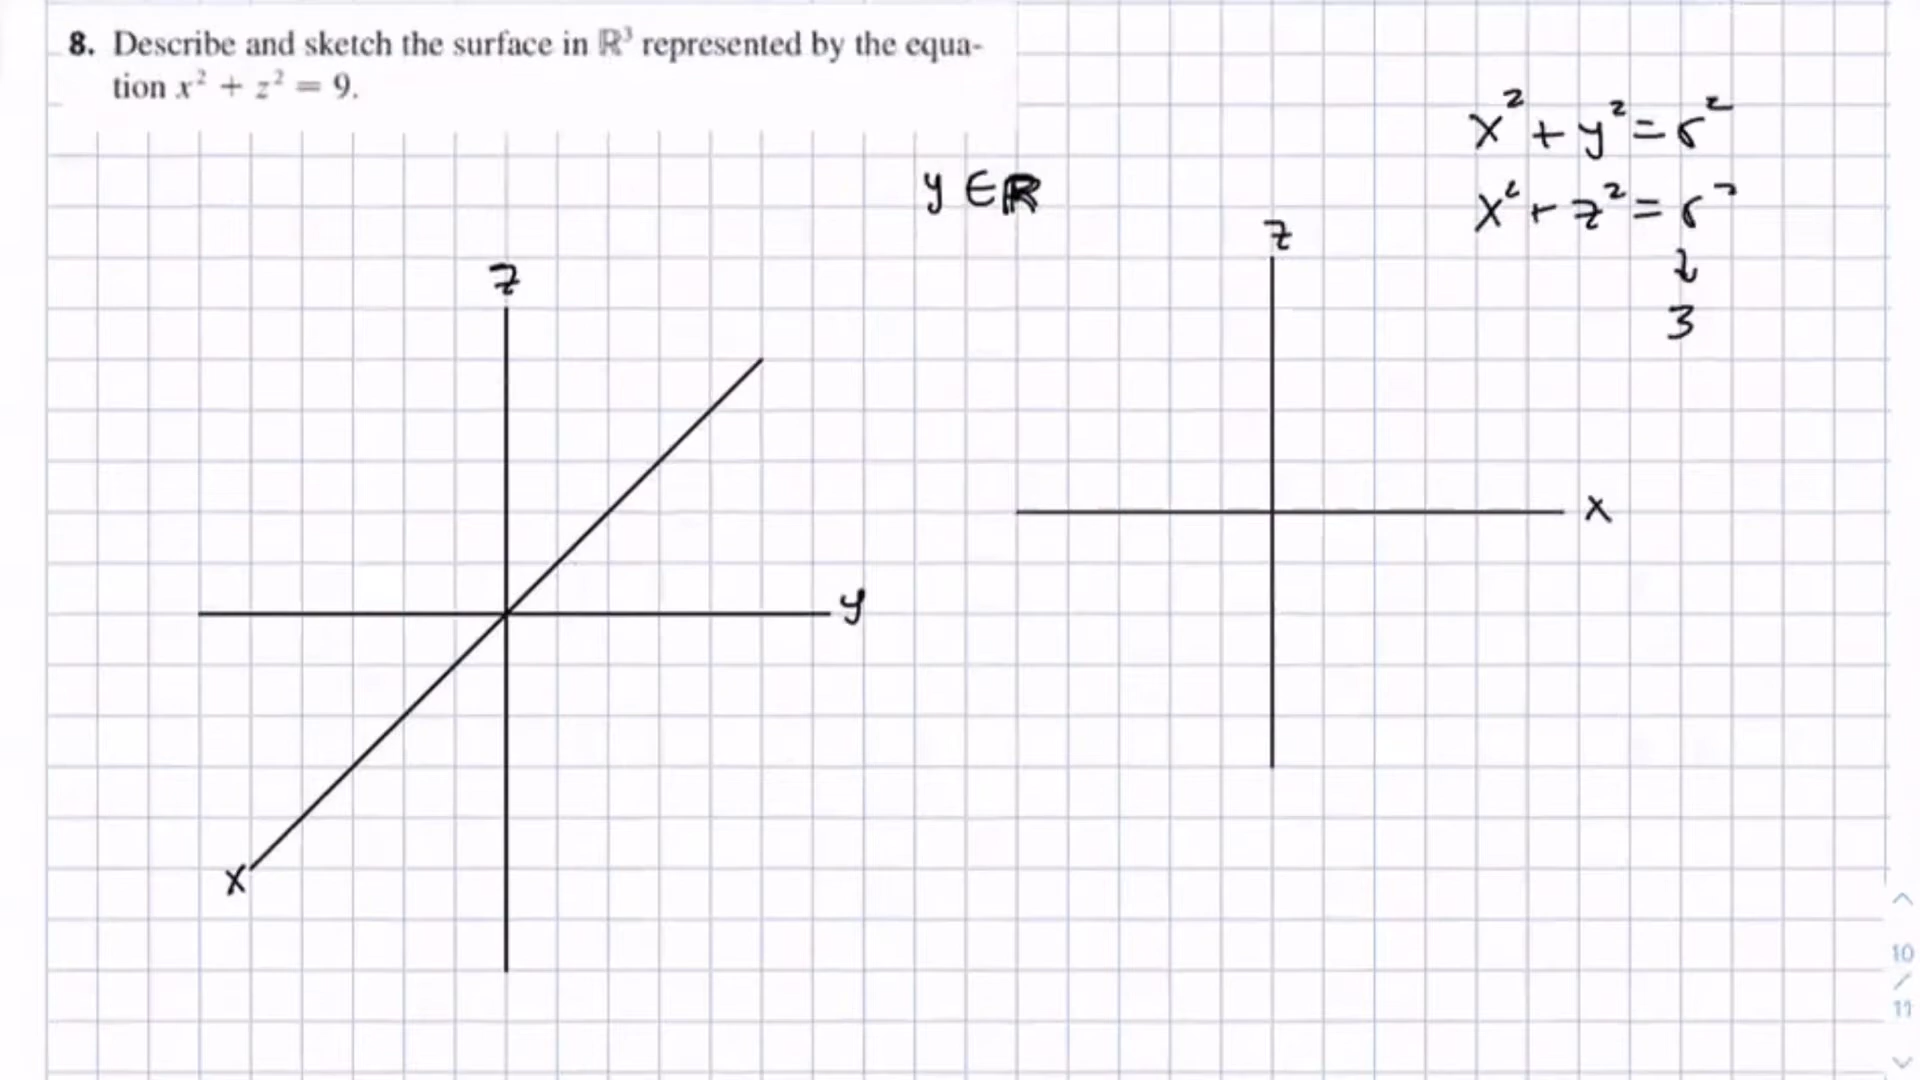 8. Describe and sketch the surface in ℝ³ represented by the equa-
tion x² + z² = 9.
x² + y² = r²
x² + z² = r²
↓
3
y ∈ ℝ
z
y
x
z
x
10
/
11